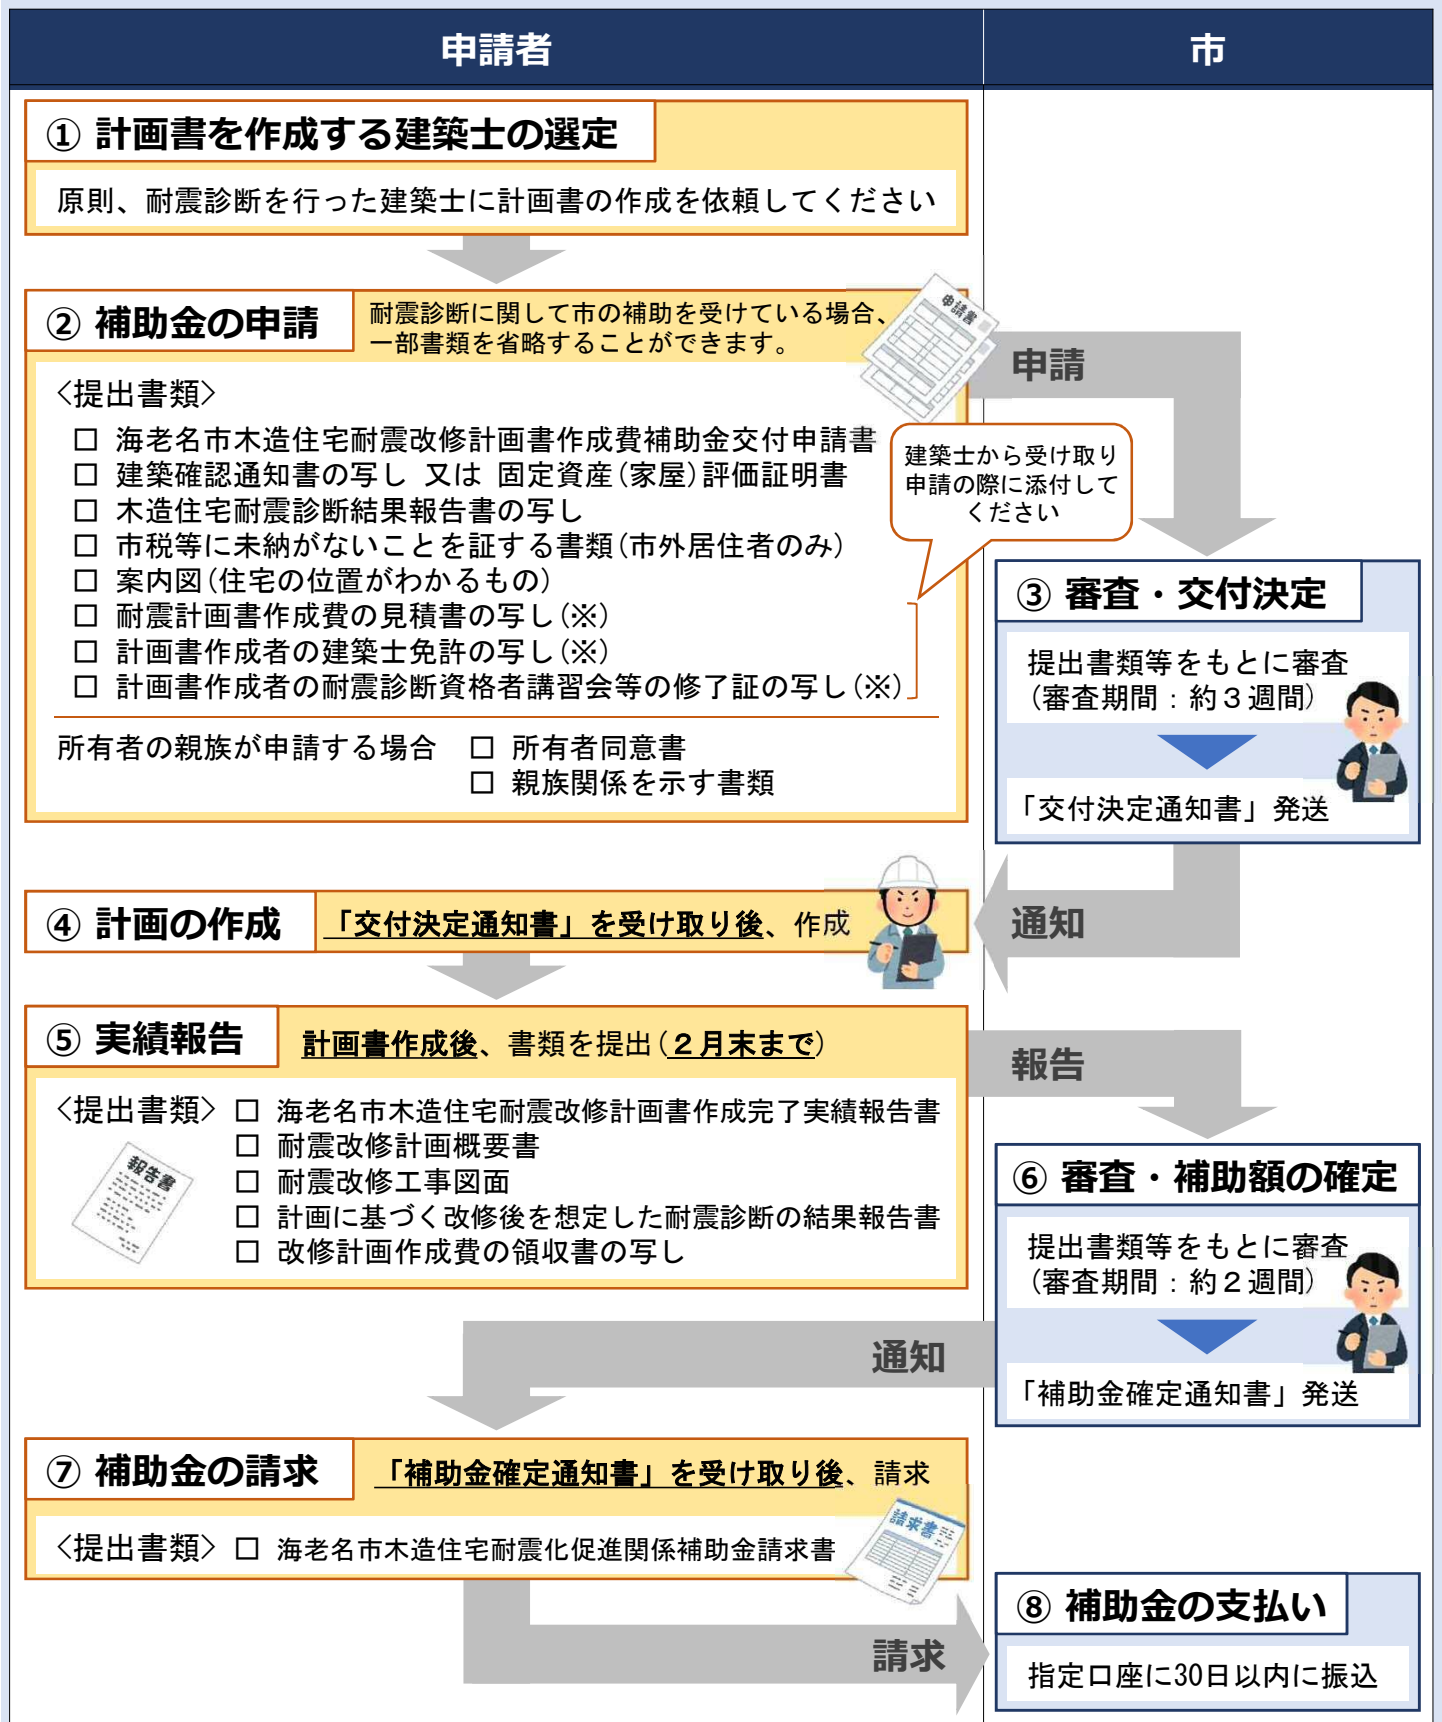 申請者
市
① 計画書を作成する建築士の選定
原則、耐震診断を行った建築士に計画書の作成を依頼してください
② 補助金の申請
耐震診断に関して市の補助を受けている場合、
一部書類を省略することができます。
申請書
申請
<提出書類>
□ 海老名市木造住宅耐震改修計画書作成費補助金交付申請書
□ 建築確認通知書の写し 又は 固定資産(家屋)評価証明書
□ 木造住宅耐震診断結果報告書の写し
□ 市税等に未納がないことを証する書類(市外居住者のみ)
□ 案内図(住宅の位置がわかるもの)
□ 耐震計画書作成費の見積書の写し(※)
□ 計画書作成者の建築士免許の写し(※)
□ 計画書作成者の耐震診断資格者講習会等の修了証の写し(※)
建築士から受け取り
申請の際に添付して
ください
所有者の親族が申請する場合 □ 所有者同意書
□ 親族関係を示す書類
③ 審査・交付決定
提出書類等をもとに審査
(審査期間：約３週間)
「交付決定通知書」発送
通知
④ 計画の作成
「交付決定通知書」を受け取り後、作成
⑤ 実績報告
計画書作成後、書類を提出(２月末まで)
報告
<提出書類> □ 海老名市木造住宅耐震改修計画書作成完了実績報告書
□ 耐震改修計画概要書
□ 耐震改修工事図面
□ 計画に基づく改修後を想定した耐震診断の結果報告書
□ 改修計画作成費の領収書の写し
報告書
⑥ 審査・補助額の確定
提出書類等をもとに審査
(審査期間：約２週間)
「補助金確定通知書」発送
通知
⑦ 補助金の請求
「補助金確定通知書」を受け取り後、請求
<提出書類> □ 海老名市木造住宅耐震化促進関係補助金請求書
請求書
請求
⑧ 補助金の支払い
指定口座に30日以内に振込